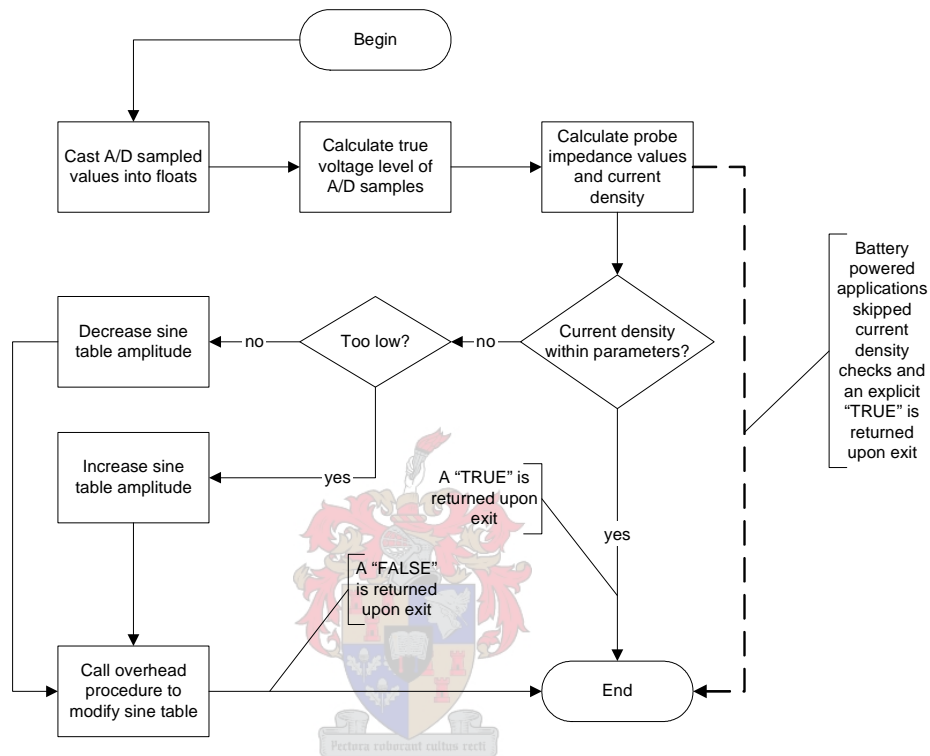 Begin
Cast A/D sampled
values into floats
Calculate true
voltage level of
A/D samples
Calculate probe
impedance values
and current
density
Battery
powered
applications
skipped
current
density
checks and
an explicit
“TRUE” is
returned
upon exit
Decrease sine
table amplitude
no
Too low?
no
Current density
within parameters?
Increase sine
table amplitude
yes
A “TRUE” is
returned upon
exit
yes
A “FALSE”
is returned
upon exit
Call overhead
procedure to
modify sine table
End
Pectora roborant cultus recti